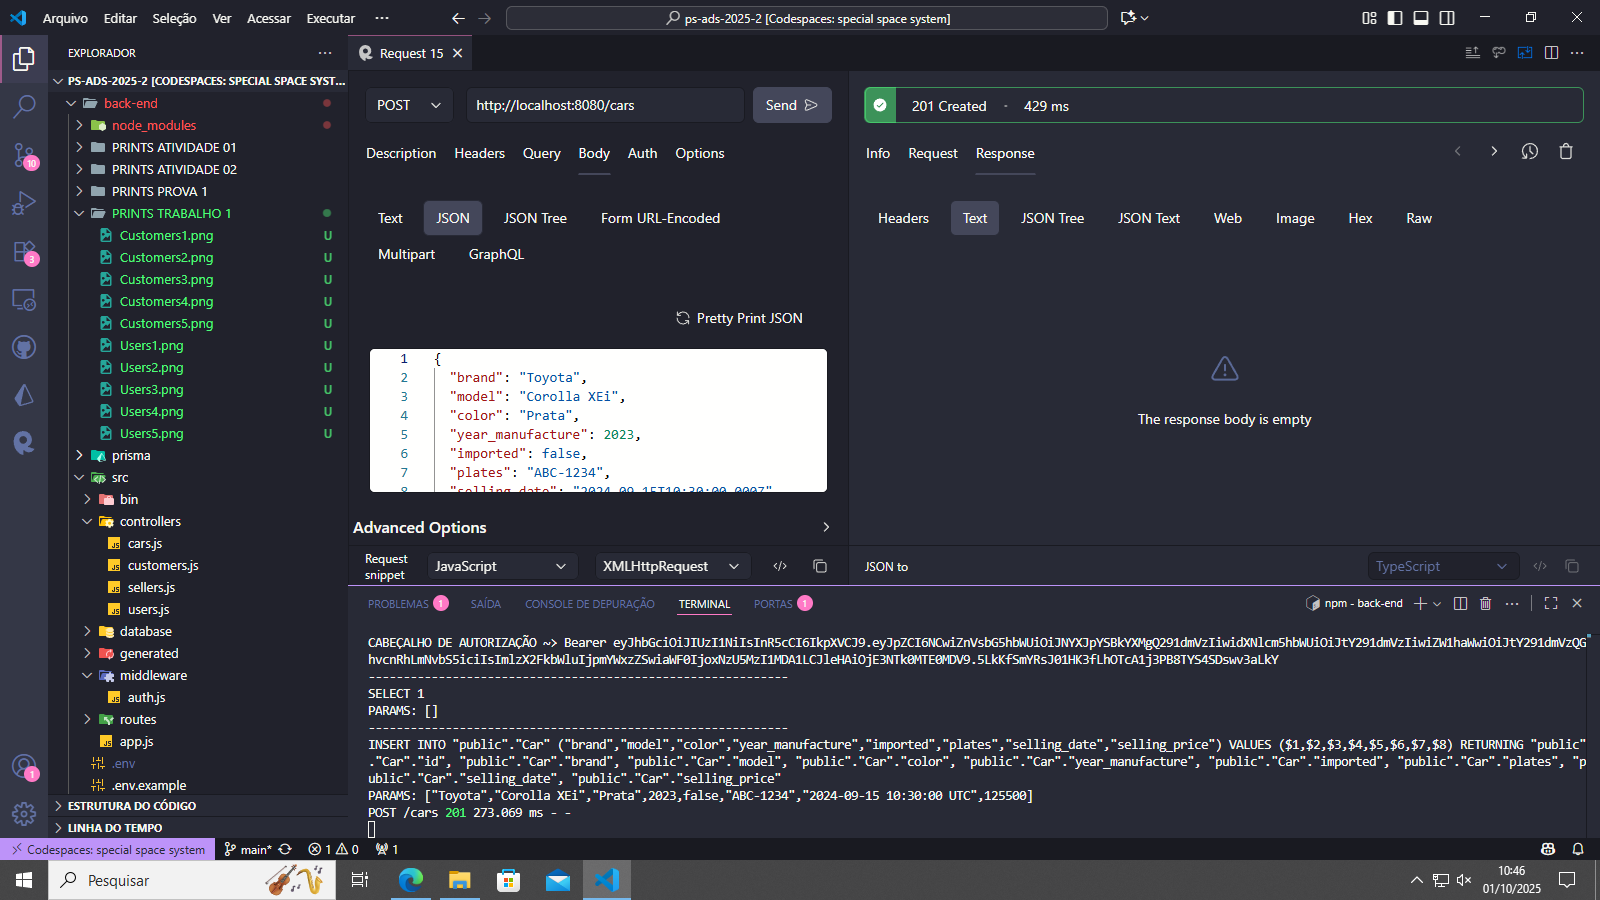 Arquivo Editar Seleção Ver Acessar Executar ···
ps-ads-2025-2 [Codespaces: special space system]
EXPLORADOR
PS-ADS-2025-2 [CODESPACES: SPECIAL SPACE SYST...
back-end
node_modules
PRINTS ATIVIDADE 01
PRINTS ATIVIDADE 02
PRINTS PROVA 1
PRINTS TRABALHO 1
Customers1.png U
Customers2.png U
Customers3.png U
Customers4.png U
Customers5.png U
Users1.png U
Users2.png U
Users3.png U
Users4.png U
Users5.png U
prisma
src
bin
controllers
cars.js
customers.js
sellers.js
users.js
database
generated
middleware
auth.js
routes
app.js
.env
.env.example
ESTRUTURA DO CÓDIGO
LINHA DO TEMPO
10
3
1
Request 15
POST
http://localhost:8080/cars
Send
Description Headers Query Body Auth Options
Text JSON JSON Tree Form URL-Encoded
Multipart GraphQL
Pretty Print JSON
1 {
2 "brand": "Toyota",
3 "model": "Corolla XEi",
4 "color": "Prata",
5 "year_manufacture": 2023,
6 "imported": false,
7 "plates": "ABC-1234",
8 "selling_date": "2024-09-15T10:30:00.000Z"
Advanced Options
Request snippet
JavaScript
XMLHttpRequest
201 Created - 429 ms
Info Request Response
Headers Text JSON Tree JSON Text Web Image Hex Raw
The response body is empty
JSON to
TypeScript
PROBLEMAS 1 SAÍDA CONSOLE DE DEPURAÇÃO TERMINAL PORTAS 1
npm - back-end
CABEÇALHO DE AUTORIZAÇÃO ~> Bearer
------------------------------------------------------
SELECT 1
PARAMS: []
------------------------------------------------------
INSERT INTO "public"."Car" ("brand","model","color","year_manufacture","imported","plates","selling_date","selling_price") VALUES ($1,$2,$3,$4,$5,$6,$7,$8) RETURNING "public"
."Car"."id", "public"."Car"."brand", "public"."Car"."model", "public"."Car"."color", "public"."Car"."year_manufacture", "public"."Car"."imported", "public"."Car"."plates", "p
ublic"."Car"."selling_date", "public"."Car"."selling_price"
PARAMS: ["Toyota","Corolla XEi","Prata",2023,false,"ABC-1234","2024-09-15 10:30:00 UTC",125500]
POST /cars 201 273.069 ms - -
Codespaces: special space system
main*
1 0
1
Pesquisar
10:46
01/10/2025